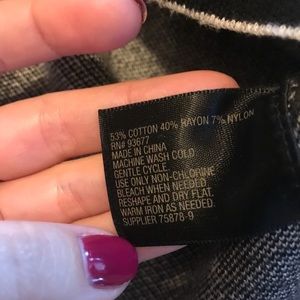 53% COTTON 40% RAYON 7% NYLON
RN# 93677
MADE IN CHINA
MACHINE WASH COLD
GENTLE CYCLE.
USE ONLY NON-CHLORINE
BLEACH WHEN NEEDED.
RESHAPE AND DRY FLAT.
WARM IRON AS NEEDED.
SUPPLIER 75878-9